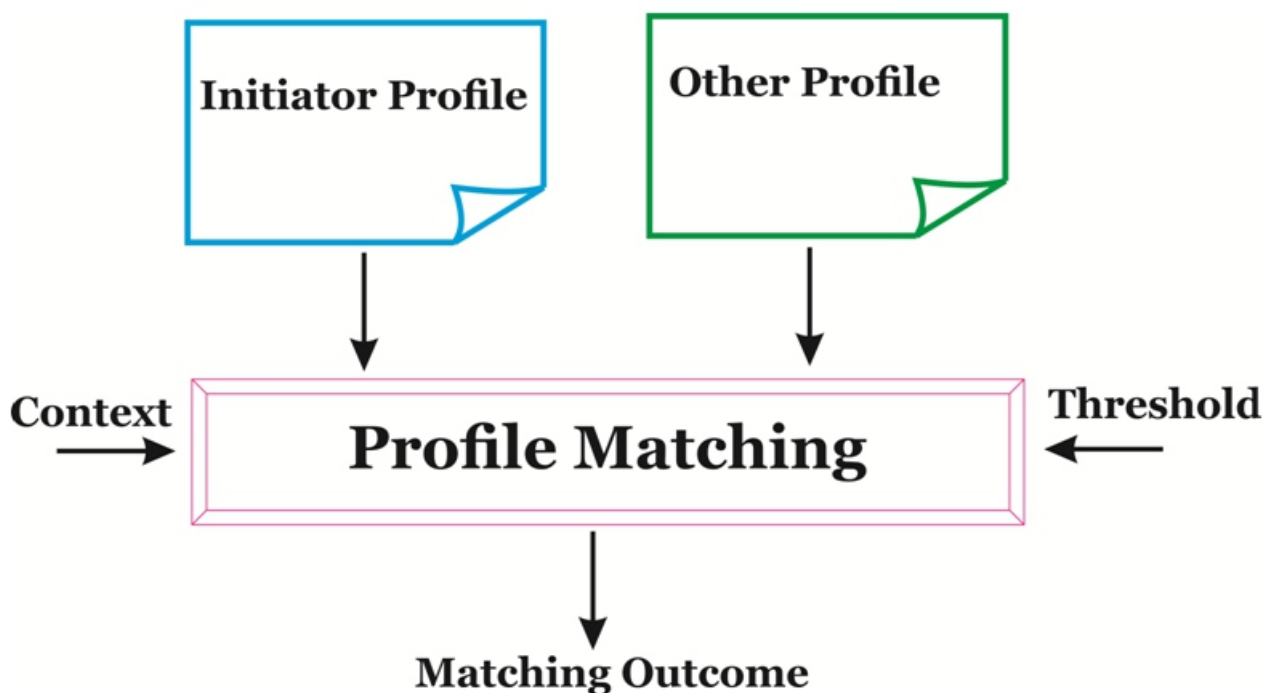 Initiator Profile
Other Profile
Context
Threshold
Profile Matching
Matching Outcome